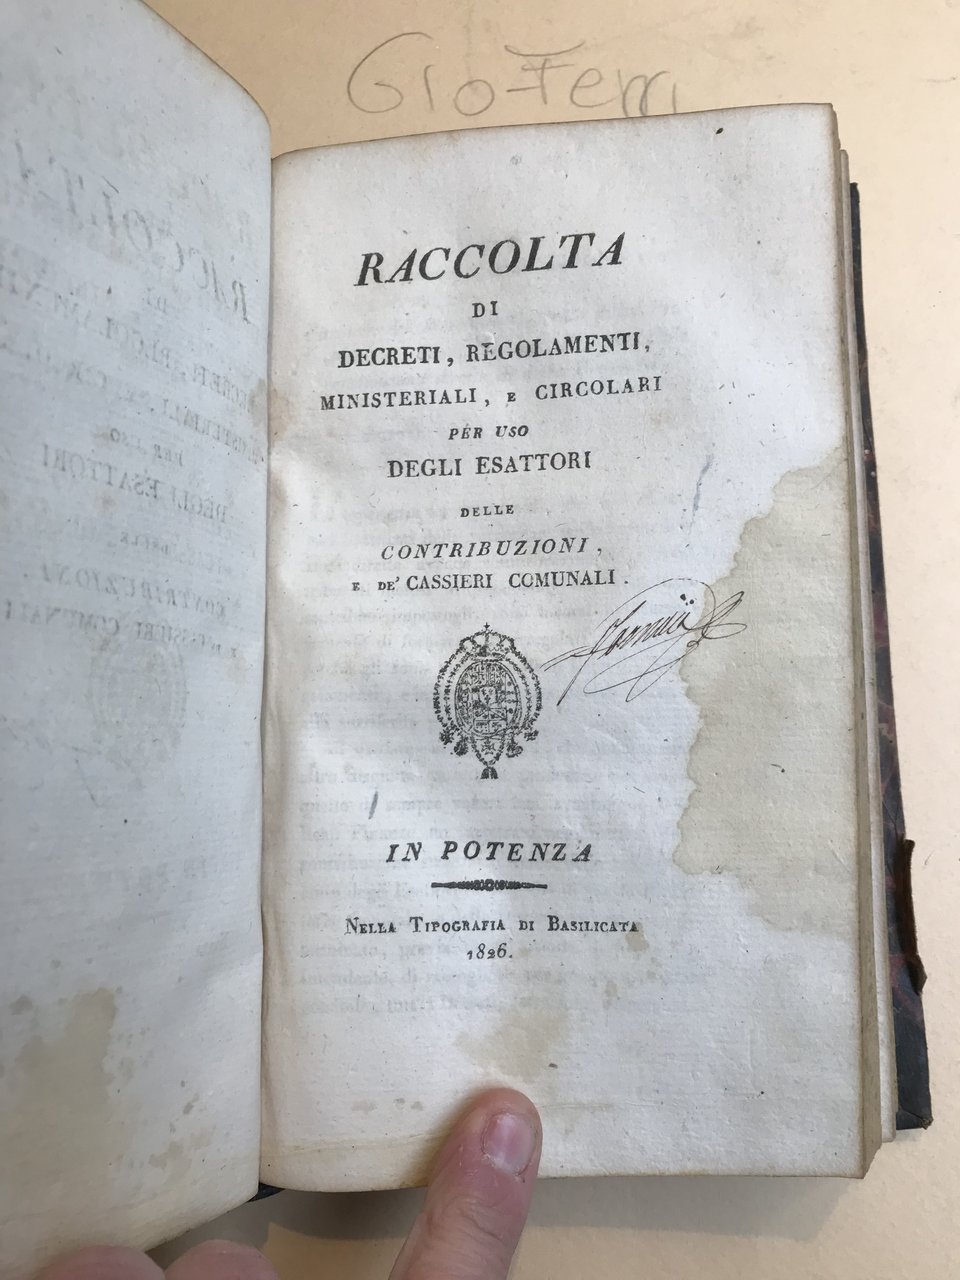 Gio-Ferri
RACCOLTA
DI
DECRETI, REGOLAMENTI,
MINISTERIALI, E CIRCOLARI
PER USO
DEGLI ESATTORI
DELLE
CONTRIBUZIONI,
E DE' CASSIERI COMUNALI.
IN POTENZA
NELLA TIPOGRAFIA DI BASILICATA
1826.